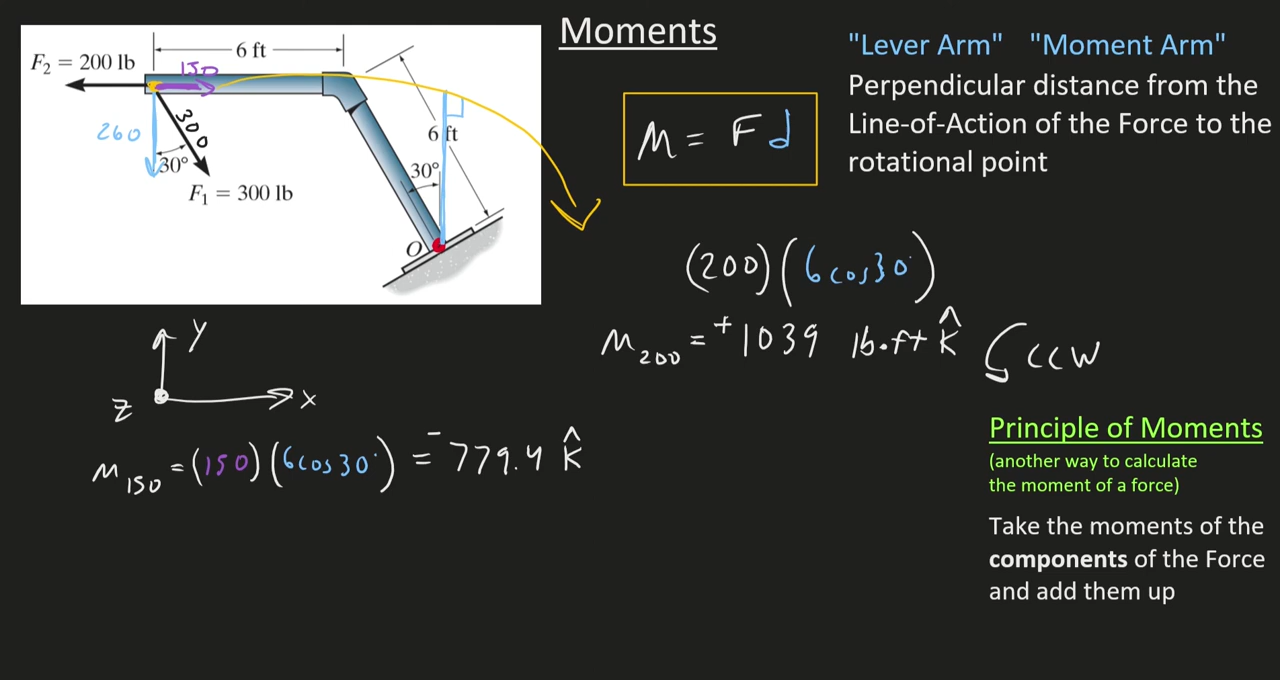 Moments
"Lever Arm" "Moment Arm"
Perpendicular distance from the
Line-of-Action of the Force to the
rotational point
F₂ = 200 lb
150
6 ft
260
300
30°
F₁ = 300 lb
6 ft
30°
O
M = Fd
(200)(6cos30°)
M₂₀₀ = +1039 lb·ft k̂ CCW
Y
Z
X
M₁₅₀ = (150)(6cos30°) = -779.4 k̂
Principle of Moments
(another way to calculate
the moment of a force)
Take the moments of the
components of the Force
and add them up